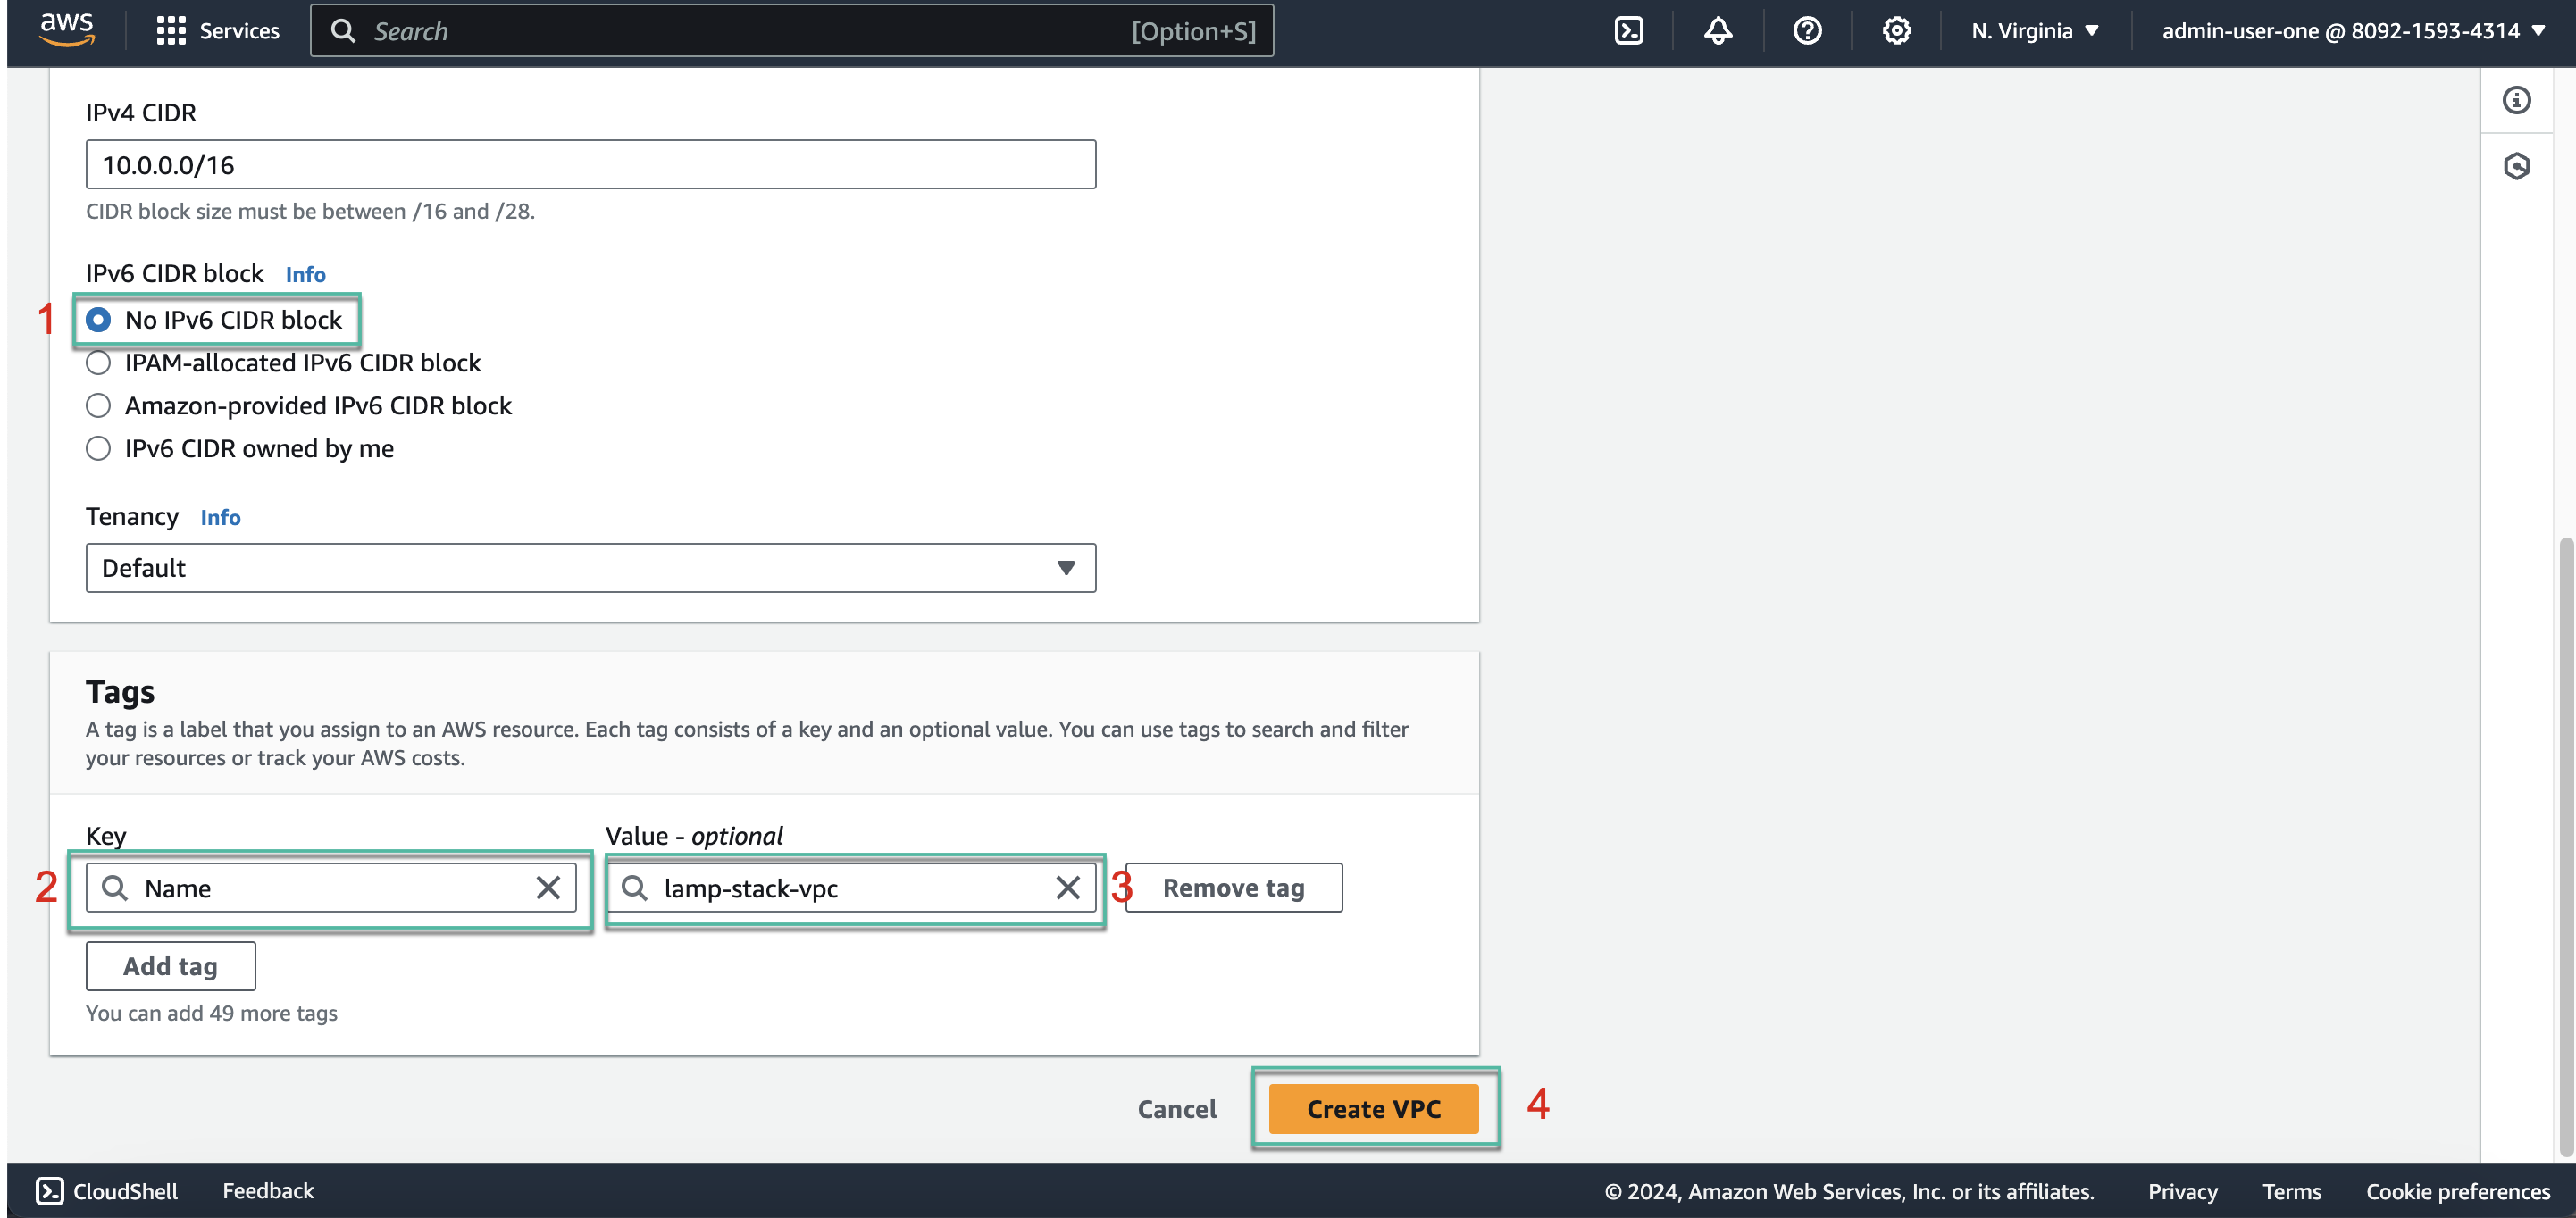 aws
Services
Search [Option+S]
N. Virginia
admin-user-one @ 8092-1593-4314
IPv4 CIDR
10.0.0.0/16
CIDR block size must be between /16 and /28.
IPv6 CIDR block Info
1
No IPv6 CIDR block
IPAM-allocated IPv6 CIDR block
Amazon-provided IPv6 CIDR block
IPv6 CIDR owned by me
Tenancy Info
Default
Tags
A tag is a label that you assign to an AWS resource. Each tag consists of a key and an optional value. You can use tags to search and filter
your resources or track your AWS costs.
Key
Value - optional
2
Name
lamp-stack-vpc
3
Remove tag
Add tag
You can add 49 more tags
Cancel
Create VPC
4
CloudShell
Feedback
© 2024, Amazon Web Services, Inc. or its affiliates.
Privacy
Terms
Cookie preferences